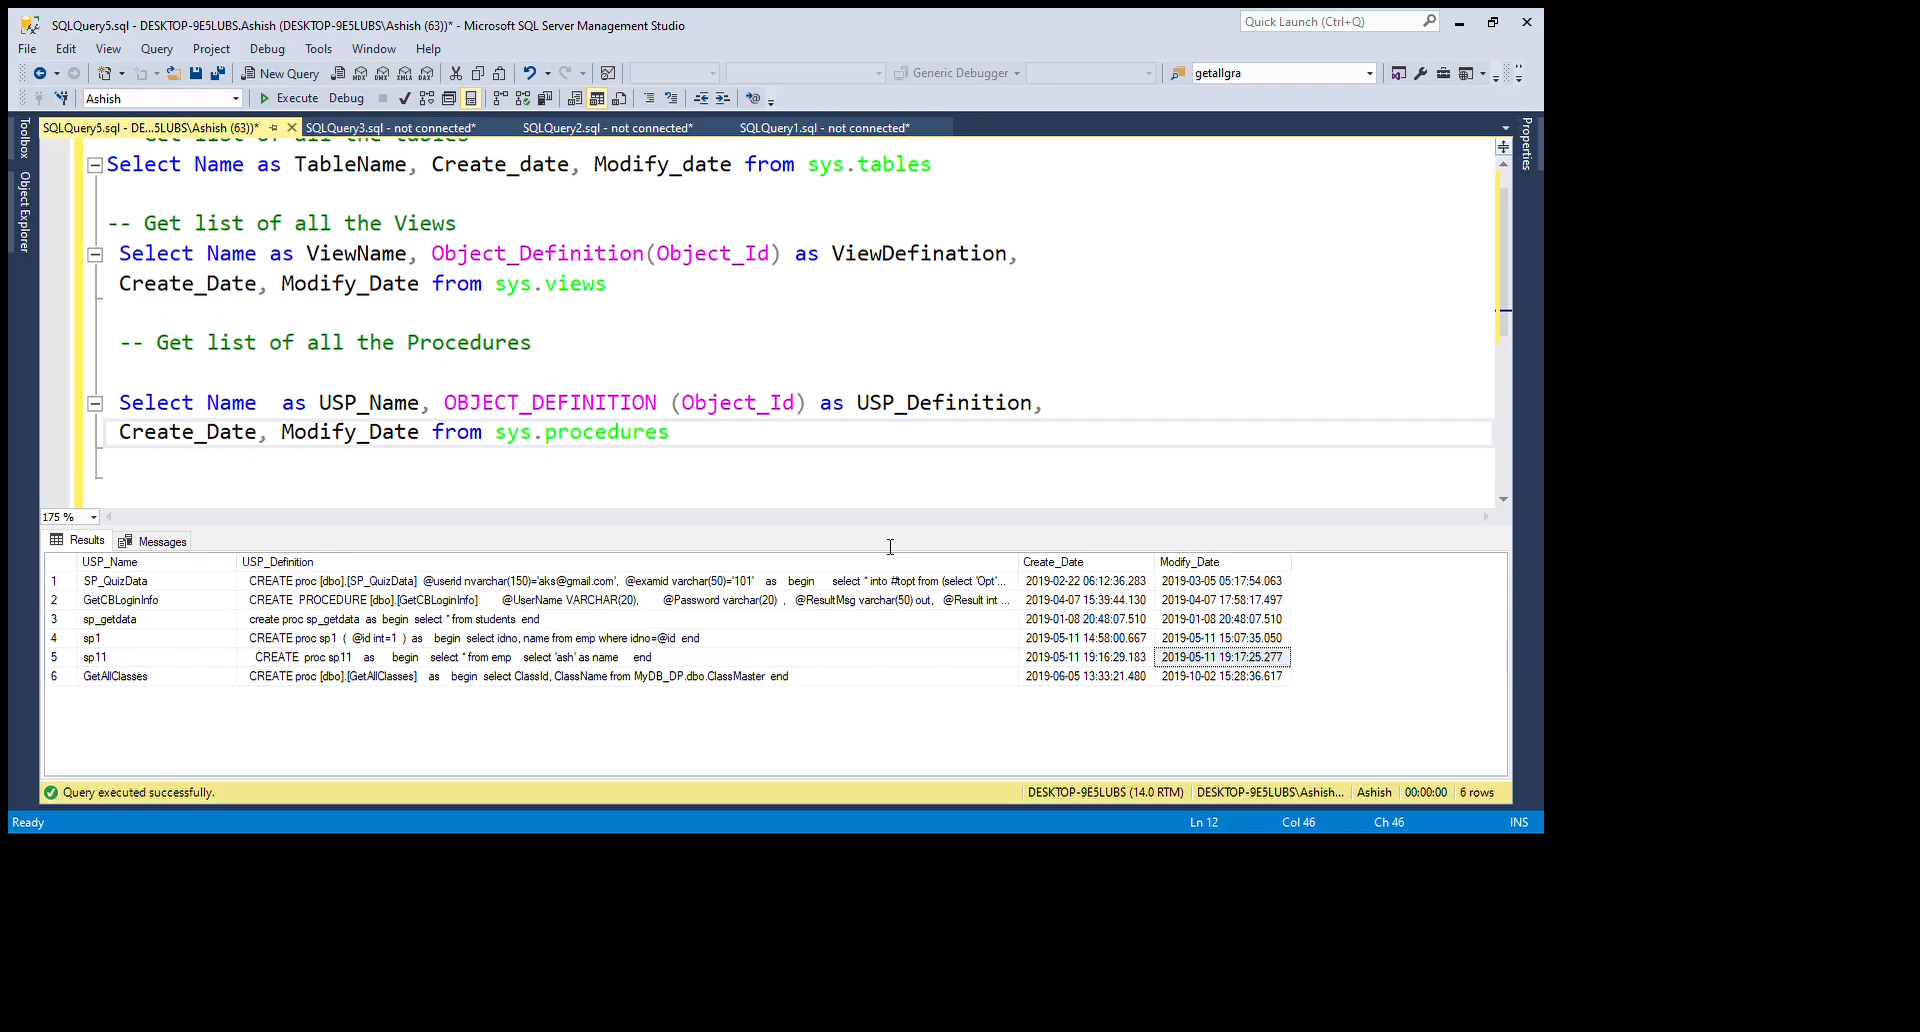 SQLQuery5.sql - DESKTOP-9E5LUBS.Ashish (DESKTOP-9E5LUBS\Ashish (63))* - Microsoft SQL Server Management Studio
Quick Launch (Ctrl+Q)
File Edit View Query Project Debug Tools Window Help
New Query MDX DMX XMLA DAX Generic Debugger getallgra
Ashish Execute Debug
SQLQuery5.sql - DE...5LUBS\Ashish (63))* SQLQuery3.sql - not connected* SQLQuery2.sql - not connected* SQLQuery1.sql - not connected*
Toolbox
Object Explorer
Properties
Get list of all the tables
Select Name as TableName, Create_date, Modify_date from sys.tables
-- Get list of all the Views
Select Name as ViewName, Object_Definition(Object_Id) as ViewDefination,
Create_Date, Modify_Date from sys.views
-- Get list of all the Procedures
Select Name as USP_Name, OBJECT_DEFINITION (Object_Id) as USP_Definition,
Create_Date, Modify_Date from sys.procedures
175 %
Results Messages
USP_Name USP_Definition Create_Date Modify_Date
1 SP_QuizData CREATE proc [dbo].[SP_QuizData] @userid nvarchar(150)='aks@gmail.com', @examid varchar(50)='101' as begin select * into #topt from (select 'Opt'... 2019-02-22 06:12:36.283 2019-03-05 05:17:54.063
2 GetCBLoginInfo CREATE PROCEDURE [dbo].[GetCBLoginInfo] @UserName VARCHAR(20), @Password varchar(20) , @ResultMsg varchar(50) out, @Result int ... 2019-04-07 15:39:44.130 2019-04-07 17:58:17.497
3 sp_getdata create proc sp_getdata as begin select * from students end 2019-01-08 20:48:07.510 2019-01-08 20:48:07.510
4 sp1 CREATE proc sp1 ( @id int=1 ) as begin select idno, name from emp where idno=@id end 2019-05-11 14:58:00.667 2019-05-11 15:07:35.050
5 sp11 CREATE proc sp11 as begin select * from emp select 'ash' as name end 2019-05-11 19:16:29.183 2019-05-11 19:17:25.277
6 GetAllClasses CREATE proc [dbo].[GetAllClasses] as begin select ClassId, ClassName from MyDB_DP.dbo.ClassMaster end 2019-06-05 13:33:21.480 2019-10-02 15:28:36.617
Query executed successfully. DESKTOP-9E5LUBS (14.0 RTM) DESKTOP-9E5LUBS\Ashish... Ashish 00:00:00 6 rows
Ready Ln 12 Col 46 Ch 46 INS